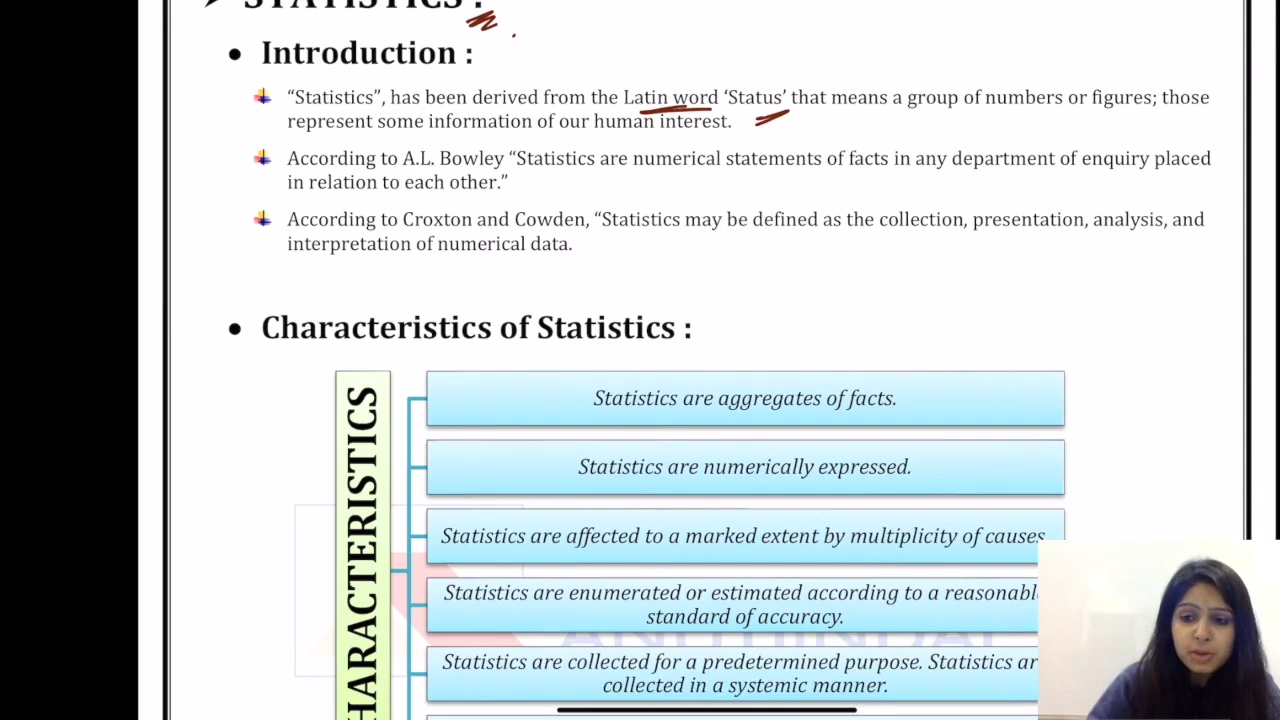 STATISTICS :
• Introduction :
“Statistics”, has been derived from the Latin word ‘Status’ that means a group of numbers or figures; those
represent some information of our human interest.
According to A.L. Bowley “Statistics are numerical statements of facts in any department of enquiry placed
in relation to each other.”
According to Croxton and Cowden, “Statistics may be defined as the collection, presentation, analysis, and
interpretation of numerical data.
• Characteristics of Statistics :
HARACTERISTICS
Statistics are aggregates of facts.
Statistics are numerically expressed.
Statistics are affected to a marked extent by multiplicity of causes
Statistics are enumerated or estimated according to a reasonabl
standard of accuracy.
Statistics are collected for a predetermined purpose. Statistics ar
collected in a systemic manner.